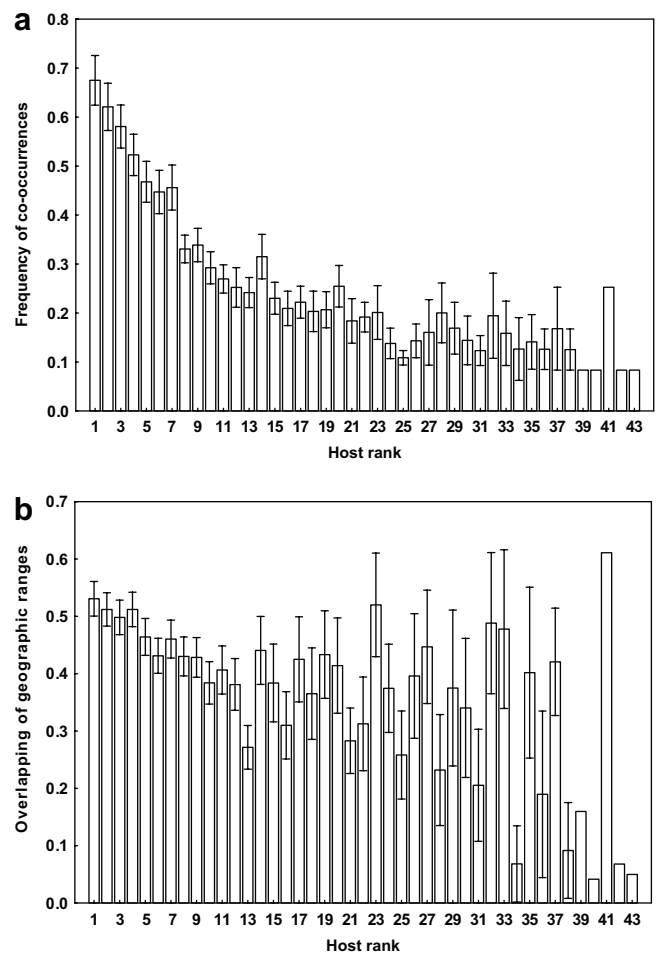 a
Frequency of co-occurrences
0.8
0.7
0.6
0.5
0.4
0.3
0.2
0.1
0.0
1 3 5 7 9 11 13 15 17 19 21 23 25 27 29 31 33 35 37 39 41 43
Host rank
b
Overlapping of geographic ranges
0.7
0.6
0.5
0.4
0.3
0.2
0.1
0.0
1 3 5 7 9 11 13 15 17 19 21 23 25 27 29 31 33 35 37 39 41 43
Host rank